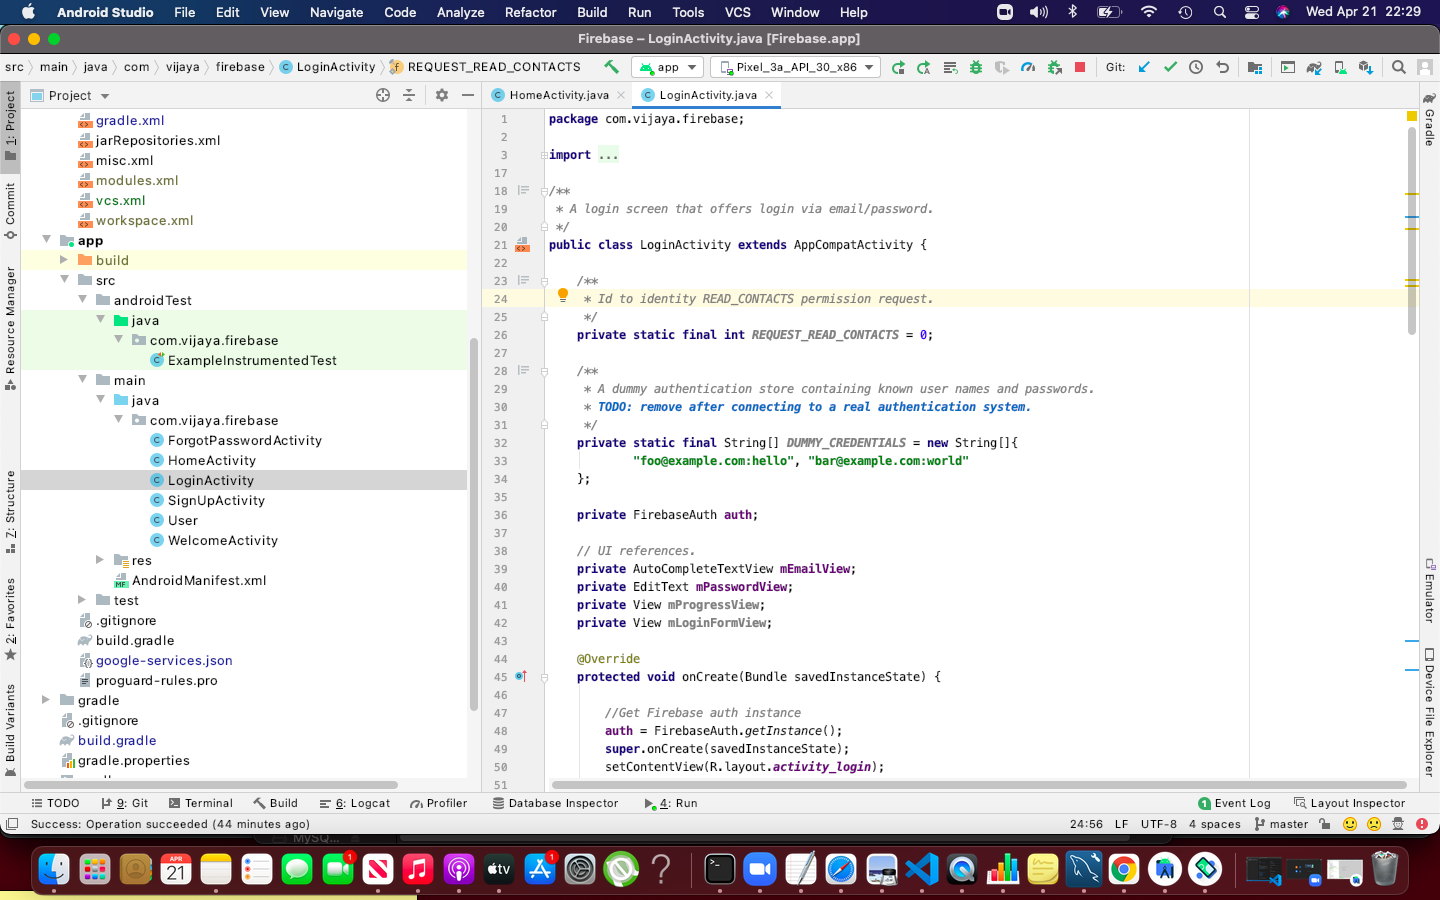 Android Studio File Edit View Navigate Code Analyze Refactor Build Run Tools VCS Window Help Wed Apr 21 22:29
Firebase – LoginActivity.java [Firebase.app]
src main java com vijaya firebase LoginActivity REQUEST_READ_CONTACTS app Pixel_3a_API_30_x86 Git:
Project
HomeActivity.java LoginActivity.java
1: Project
Commit
Resource Manager
Z: Structure
2: Favorites
Build Variants
gradle.xml
jarRepositories.xml
misc.xml
modules.xml
vcs.xml
workspace.xml
app
build
src
androidTest
java
com.vijaya.firebase
ExampleInstrumentedTest
main
java
com.vijaya.firebase
ForgotPasswordActivity
HomeActivity
LoginActivity
SignUpActivity
User
WelcomeActivity
res
MF AndroidManifest.xml
test
.gitignore
build.gradle
google-services.json
proguard-rules.pro
gradle
.gitignore
build.gradle
gradle.properties
1 package com.vijaya.firebase;
2
3 import ...
17
18 /**
19 * A login screen that offers login via email/password.
20 */
21 public class LoginActivity extends AppCompatActivity {
22
23 /**
24 * Id to identity READ_CONTACTS permission request.
25 */
26 private static final int REQUEST_READ_CONTACTS = 0;
27
28 /**
29 * A dummy authentication store containing known user names and passwords.
30 * TODO: remove after connecting to a real authentication system.
31 */
32 private static final String[] DUMMY_CREDENTIALS = new String[]{
33 "foo@example.com:hello", "bar@example.com:world"
34 };
35
36 private FirebaseAuth auth;
37
38 // UI references.
39 private AutoCompleteTextView mEmailView;
40 private EditText mPasswordView;
41 private View mProgressView;
42 private View mLoginFormView;
43
44 @Override
45 protected void onCreate(Bundle savedInstanceState) {
46
47 //Get Firebase auth instance
48 auth = FirebaseAuth.getInstance();
49 super.onCreate(savedInstanceState);
50 setContentView(R.layout.activity_login);
51
Gradle
Emulator
Device File Explorer
TODO 9: Git Terminal Build 6: Logcat Profiler Database Inspector 4: Run 1 Event Log Layout Inspector
Success: Operation succeeded (44 minutes ago) 24:56 LF UTF-8 4 spaces master
MySQ...
APR
21
1
tv
1